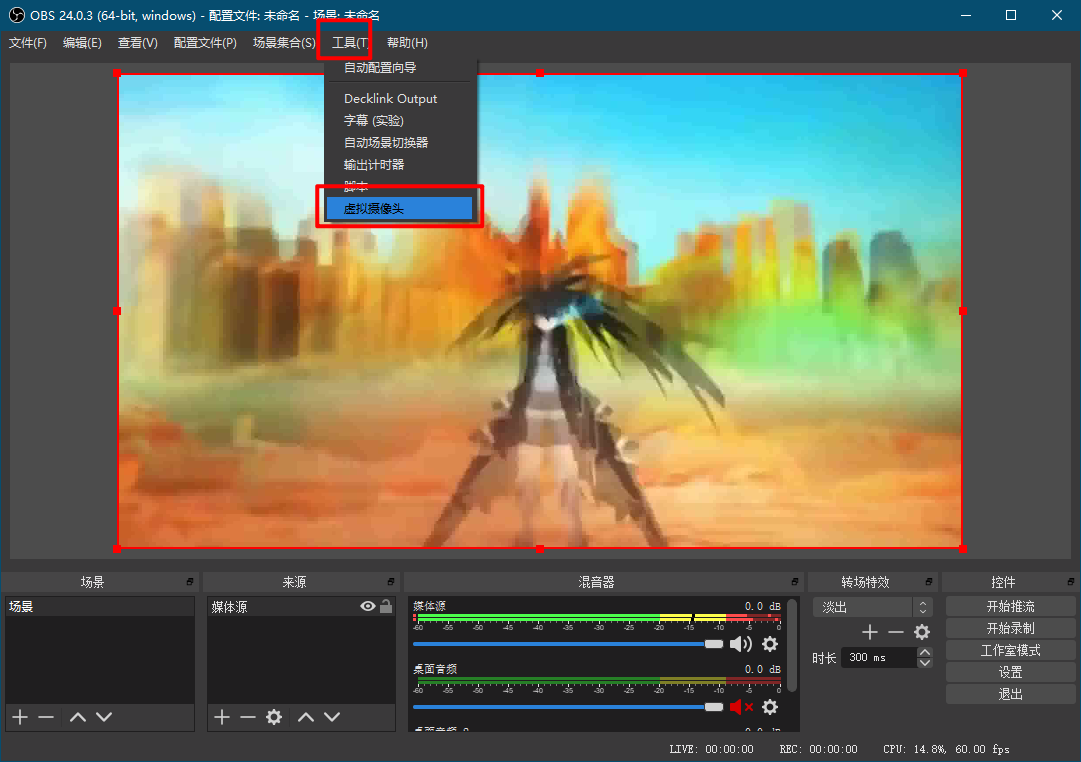 OBS 24.0.3 (64-bit, windows) - 配置文件: 未命名 - 场景: 未命名
文件(F) 编辑(E) 查看(V) 配置文件(P) 场景集合(S) 工具(T) 帮助(H)
自动配置向导
Decklink Output
字幕 (实验)
自动场景切换器
输出计时器
脚本
虚拟摄像头
场景 来源 混音器 转场特效 控件
场景
媒体源
媒体源 0.0 dB
-60 -55 -50 -45 -40 -35 -30 -25 -20 -15 -10 -5 0
桌面音频 0.0 dB
-60 -55 -50 -45 -40 -35 -30 -25 -20 -15 -10 -5 0
淡出
时长 300 ms
开始推流
开始录制
工作室模式
设置
退出
LIVE: 00:00:00 REC: 00:00:00 CPU: 14.8%, 60.00 fps